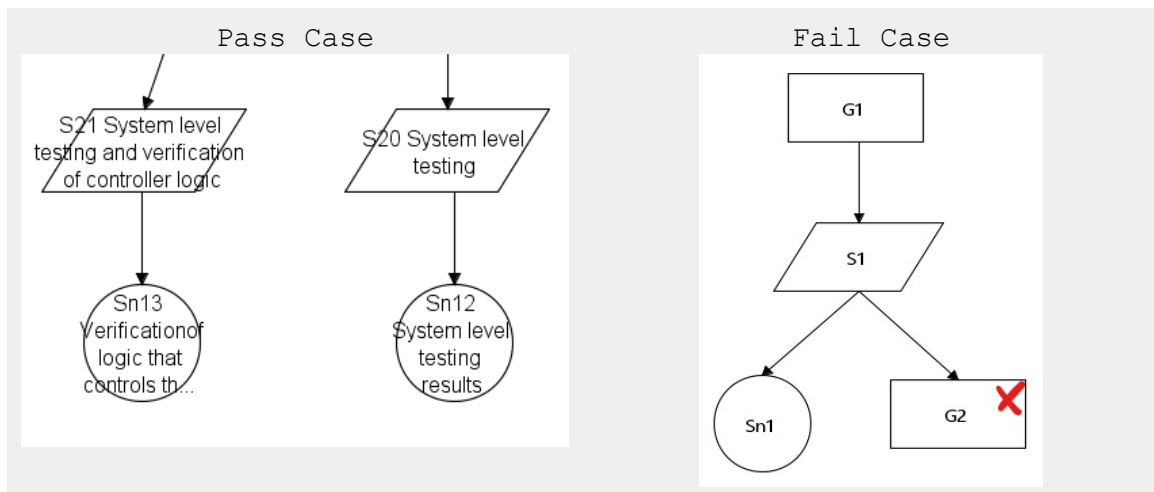 Pass Case
S21 System level
testing and verification
of controller logic
S20 System level
testing
Sn13
Verificationof
logic that
controls th...
Sn12
System level
testing
results
Fail Case
G1
S1
Sn1
G2